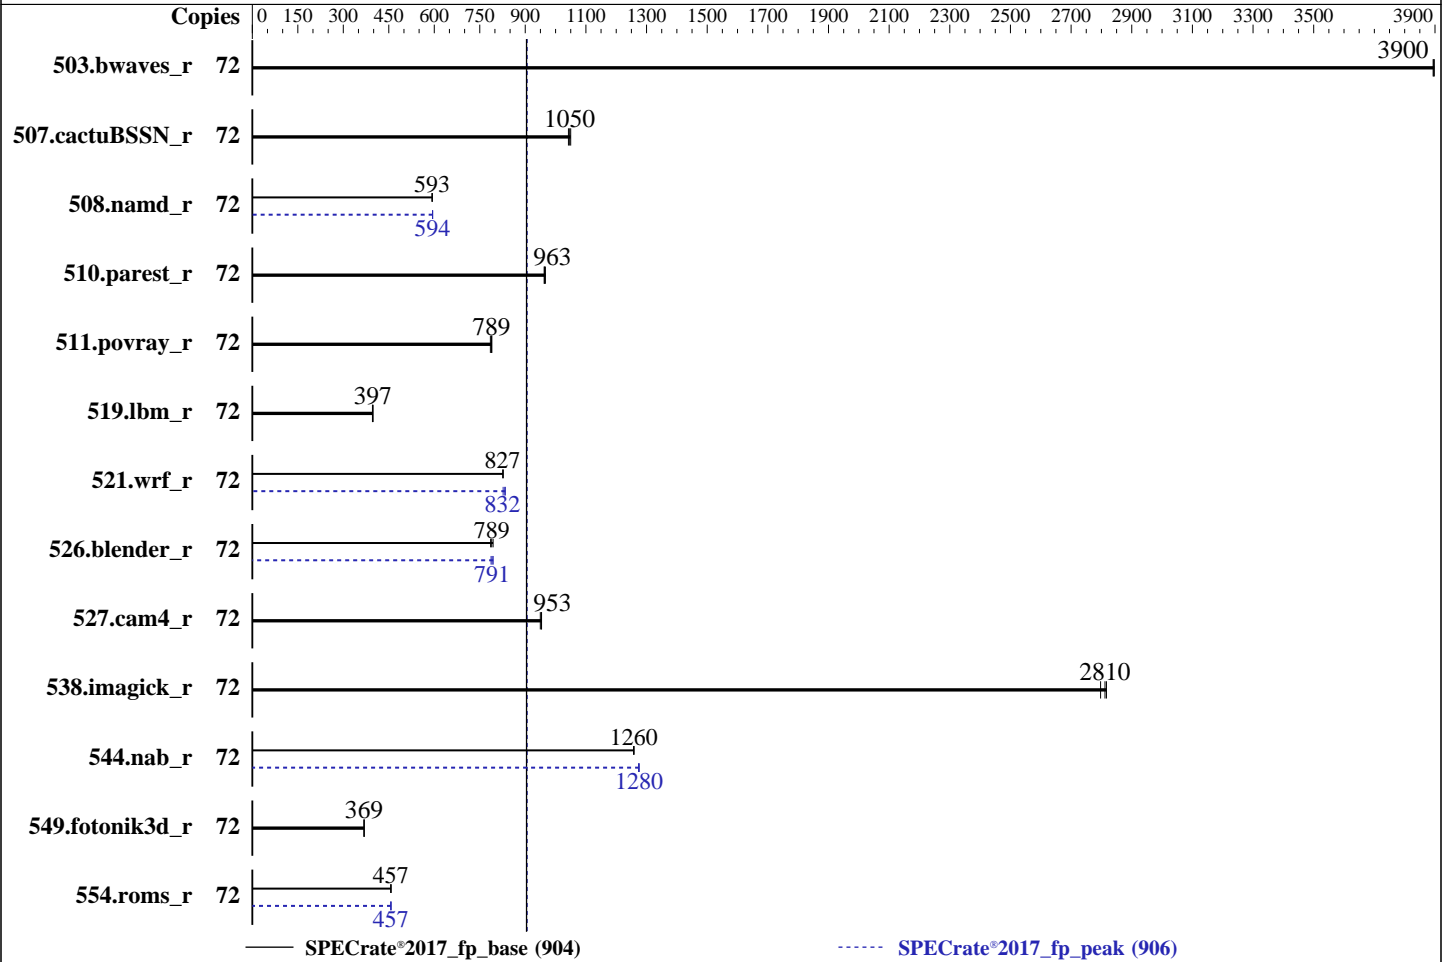 Copies 0 150 300 450 600 750 900 1100 1300 1500 1700 1900 2100 2300 2500 2700 2900 3100 3300 3500 3900
503.bwaves_r 72 3900
507.cactuBSSN_r 72 1050
508.namd_r 72 593
594
510.parest_r 72 963
511.povray_r 72 789
519.lbm_r 72 397
521.wrf_r 72 827
832
526.blender_r 72 789
791
527.cam4_r 72 953
538.imagick_r 72 2810
544.nab_r 72 1260
1280
549.fotonik3d_r 72 369
554.roms_r 72 457
457
SPECrate®2017_fp_base (904) SPECrate®2017_fp_peak (906)